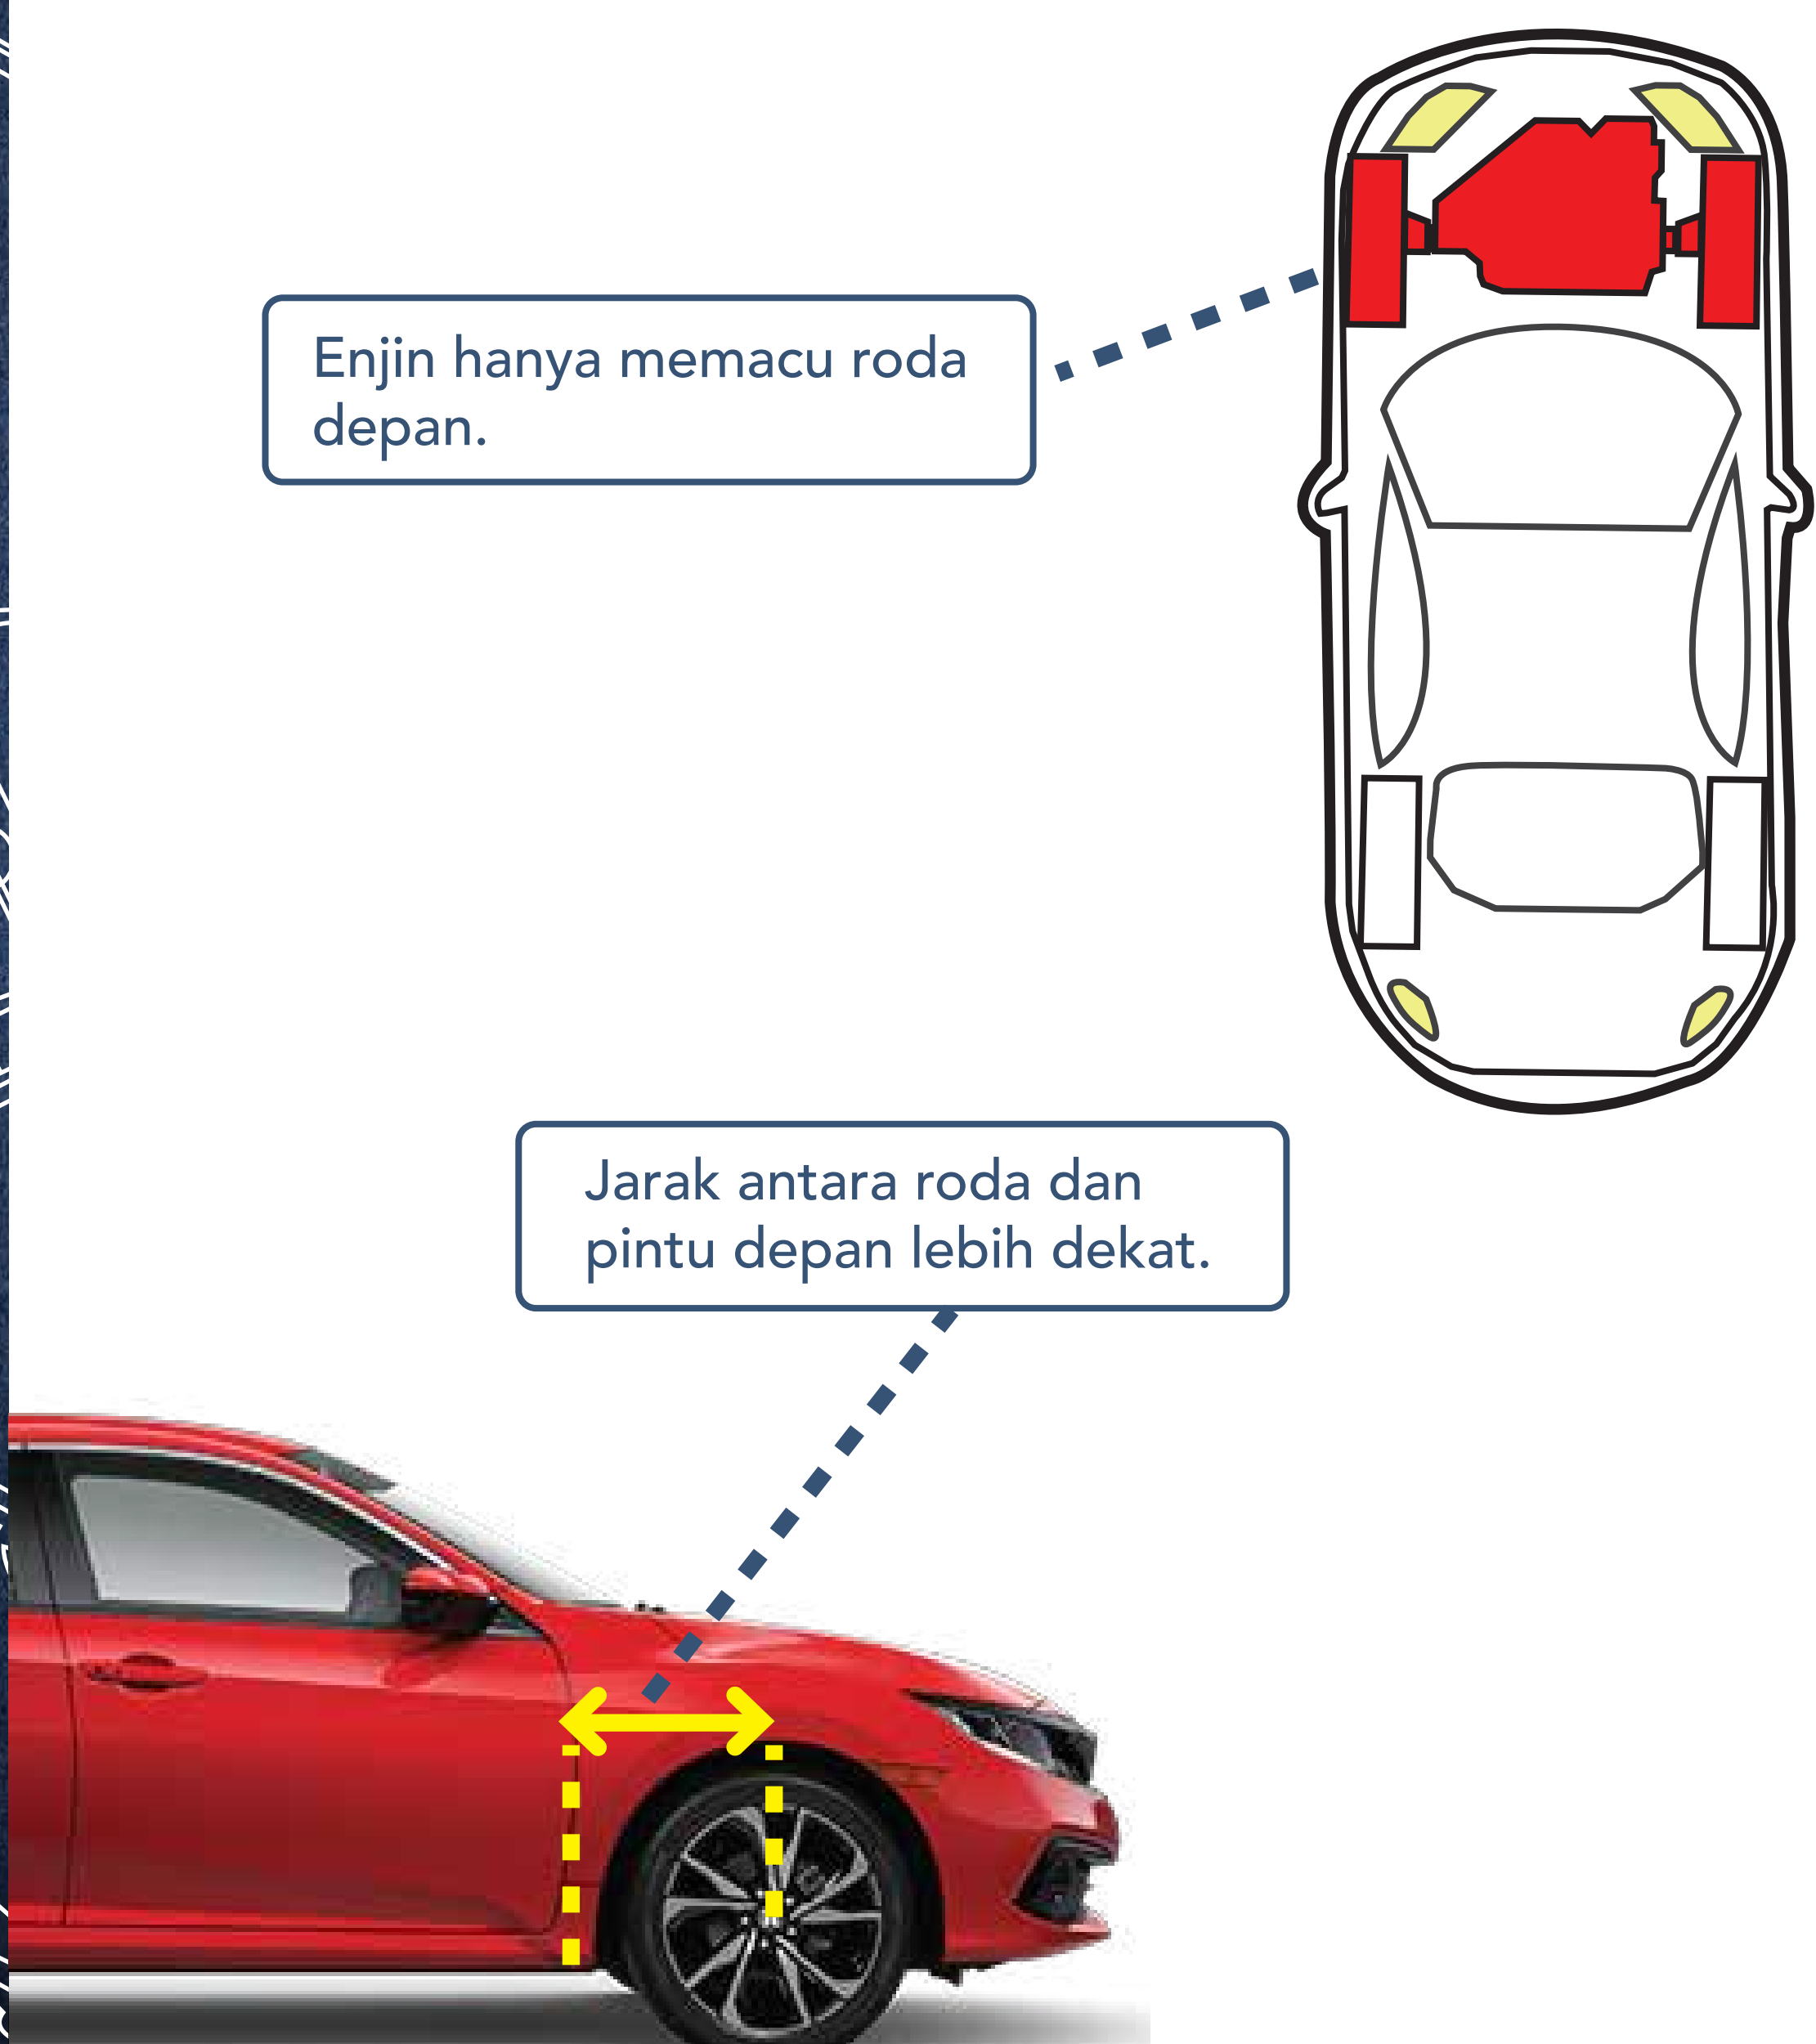 Enjin hanya memacu roda
depan.
Jarak antara roda dan
pintu depan lebih dekat.